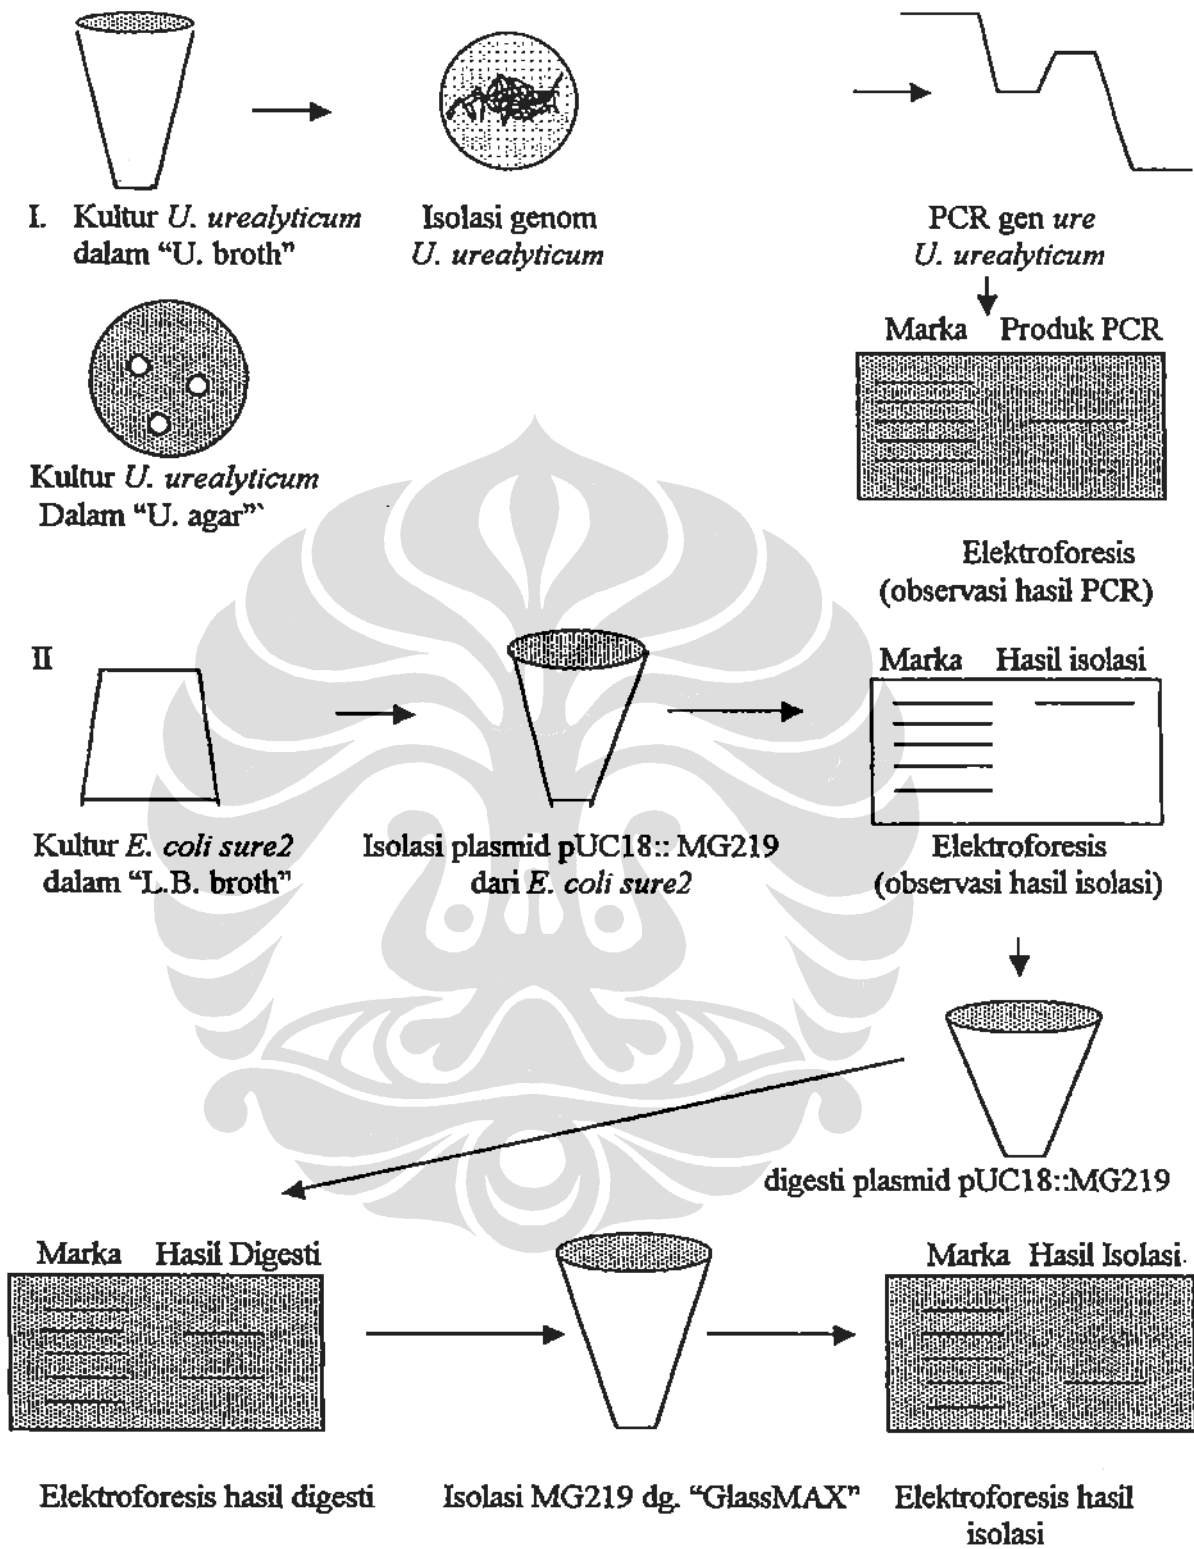 I. Kultur U. urealyticum
dalam “U. broth”
Isolasi genom
U. urealyticum
PCR gen ure
U. urealyticum
Marka Produk PCR
Kultur U. urealyticum
Dalam “U. agar”`
Elektroforesis
(observasi hasil PCR)
II
Marka Hasil isolasi
Kultur E. coli sure2
dalam “L.B. broth”
Isolasi plasmid pUC18:: MG219
dari E. coli sure2
Elektroforesis
(observasi hasil isolasi)
digesti plasmid pUC18::MG219
Marka Hasil Digesti
Marka Hasil Isolasi
Elektroforesis hasil digesti
Isolasi MG219 dg. “GlassMAX”
Elektroforesis hasil
isolasi